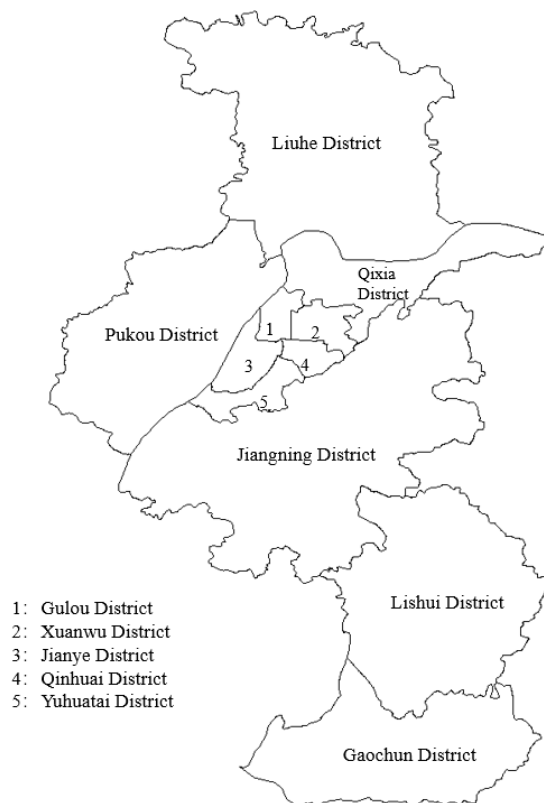 Liuhe District
Qixia
District
Pukou District
1
2
3
4
5
Jiangning District
1: Gulou District
2: Xuanwu District
3: Jianye District
4: Qinhuai District
5: Yuhuatai District
Lishui District
Gaochun District